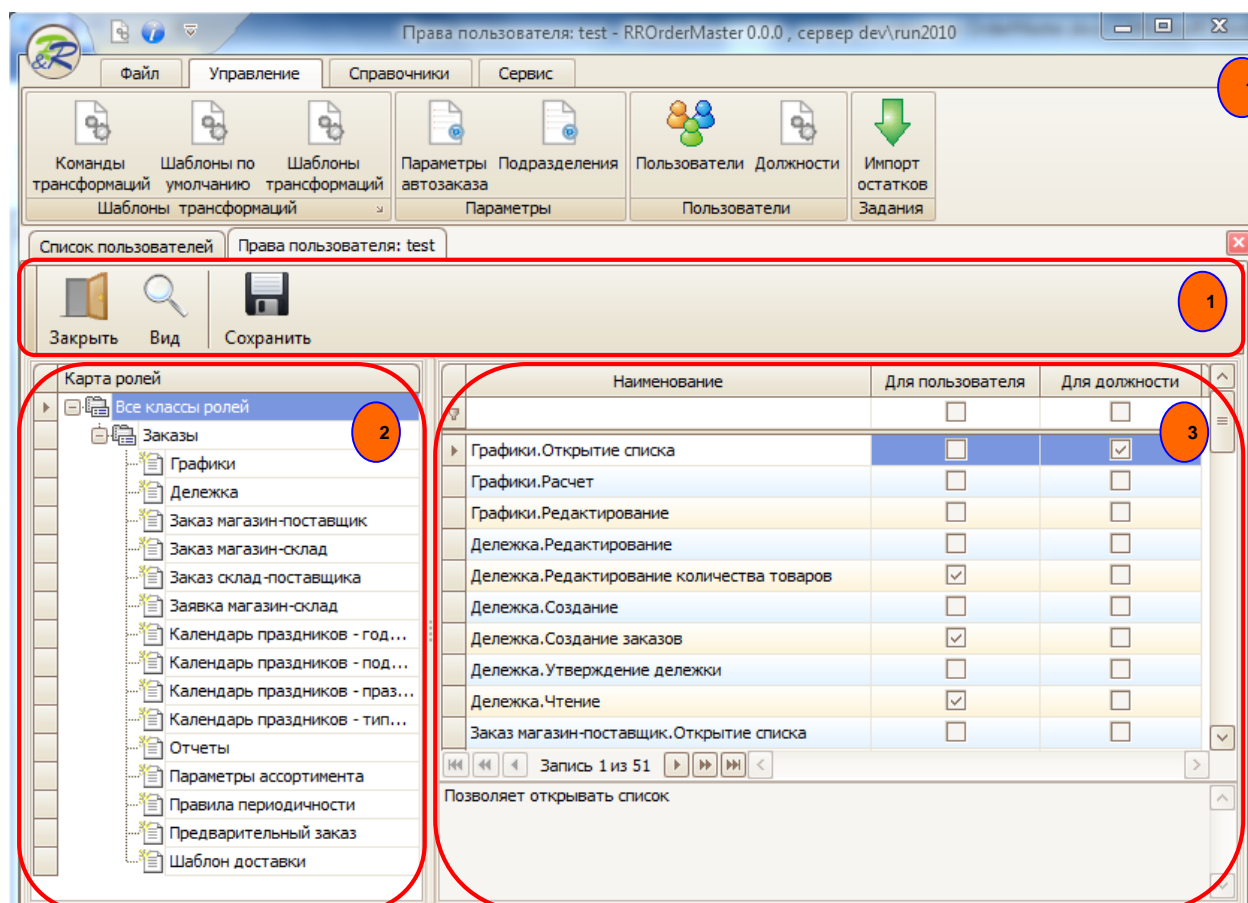 Права пользователя: test - RROrderMaster 0.0.0 , сервер dev\run2010
R
&R
Файл Управление Справочники Сервис
Команды трансформаций
Шаблоны по умолчанию
Шаблоны трансформаций
Параметры автозаказа
Подразделения
Пользователи
Должности
Импорт остатков
Шаблоны трансформаций
Параметры
Пользователи
Задания
Список пользователей
Права пользователя: test
Закрыть
Вид
Сохранить
1
Карта ролей
Все классы ролей
2
Заказы
Графики
Дележка
Заказ магазин-поставщик
Заказ магазин-склад
Заказ склад-поставщика
Заявка магазин-склад
Календарь праздников - год...
Календарь праздников - под...
Календарь праздников - праз...
Календарь праздников - тип...
Отчеты
Параметры ассортимента
Правила периодичности
Предварительный заказ
Шаблон доставки
Наименование Для пользователя Для должности
3
Графики.Открытие списка
Графики.Расчет
Графики.Редактирование
Дележка.Редактирование
Дележка.Редактирование количества товаров
Дележка.Создание
Дележка.Создание заказов
Дележка.Утверждение дележки
Дележка.Чтение
Заказ магазин-поставщик.Открытие списка
Запись 1 из 51
Позволяет открывать список